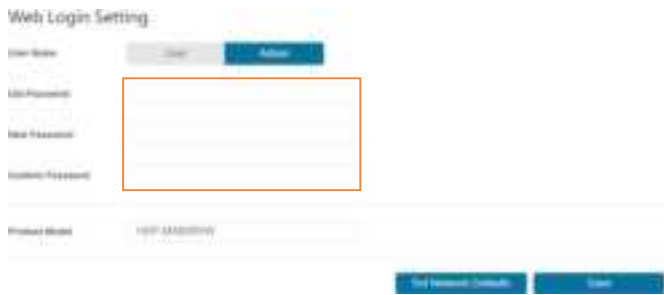 Web Login Setting
User Name User Admin
Old Password
New Password
Confirm Password
Product Model
Set Network Defaults Save